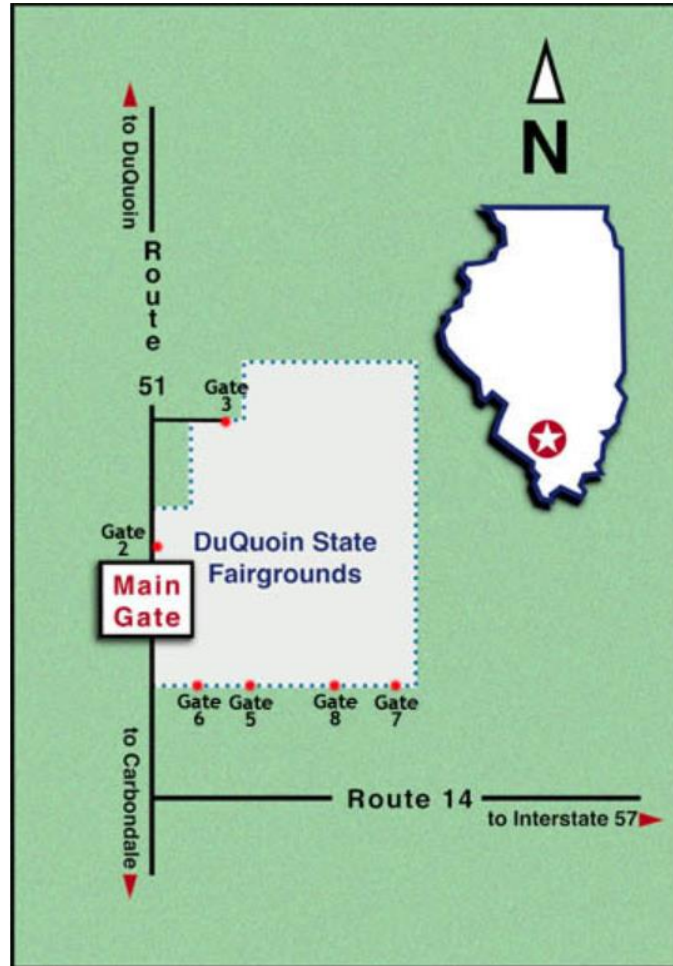 to DuQuoin
N
Route
51
Gate
3
Gate
2
DuQuoin State
Fairgrounds
Main
Gate
Gate
6
Gate
5
Gate
8
Gate
7
to Carbondale
Route 14
to Interstate 57